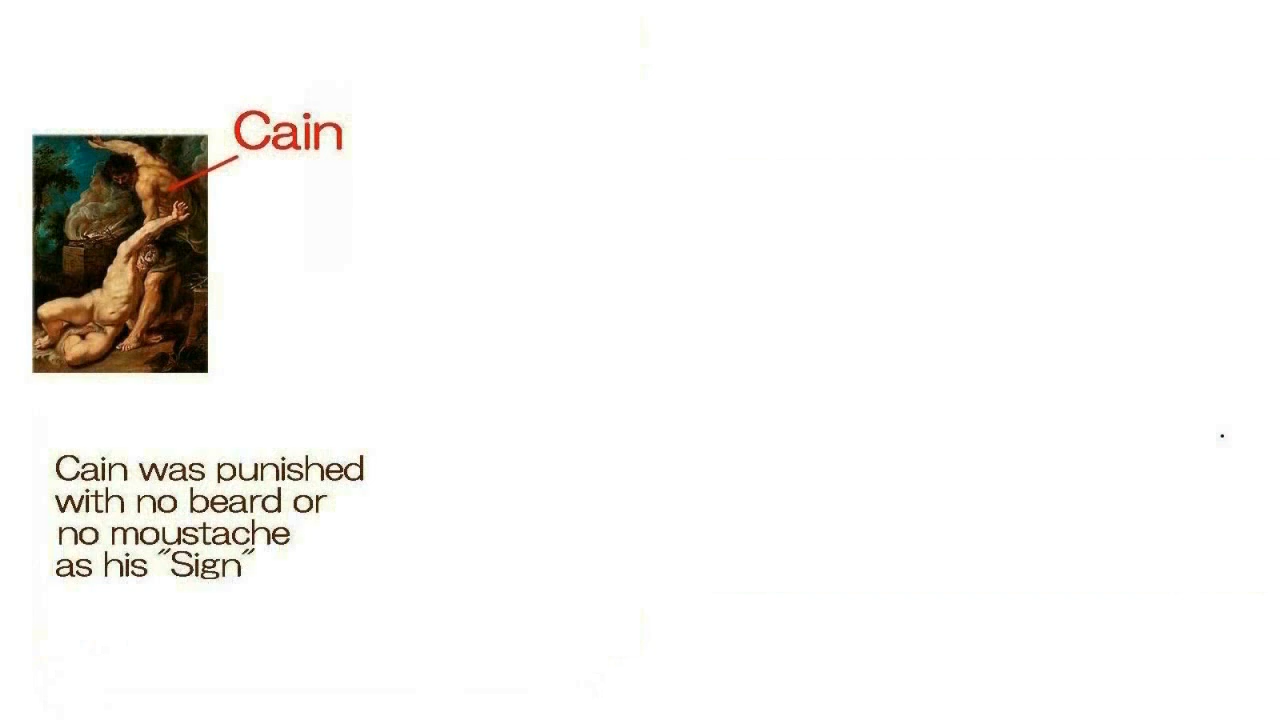 Cain
Cain was punished
with no beard or
no moustache
as his "Sign"